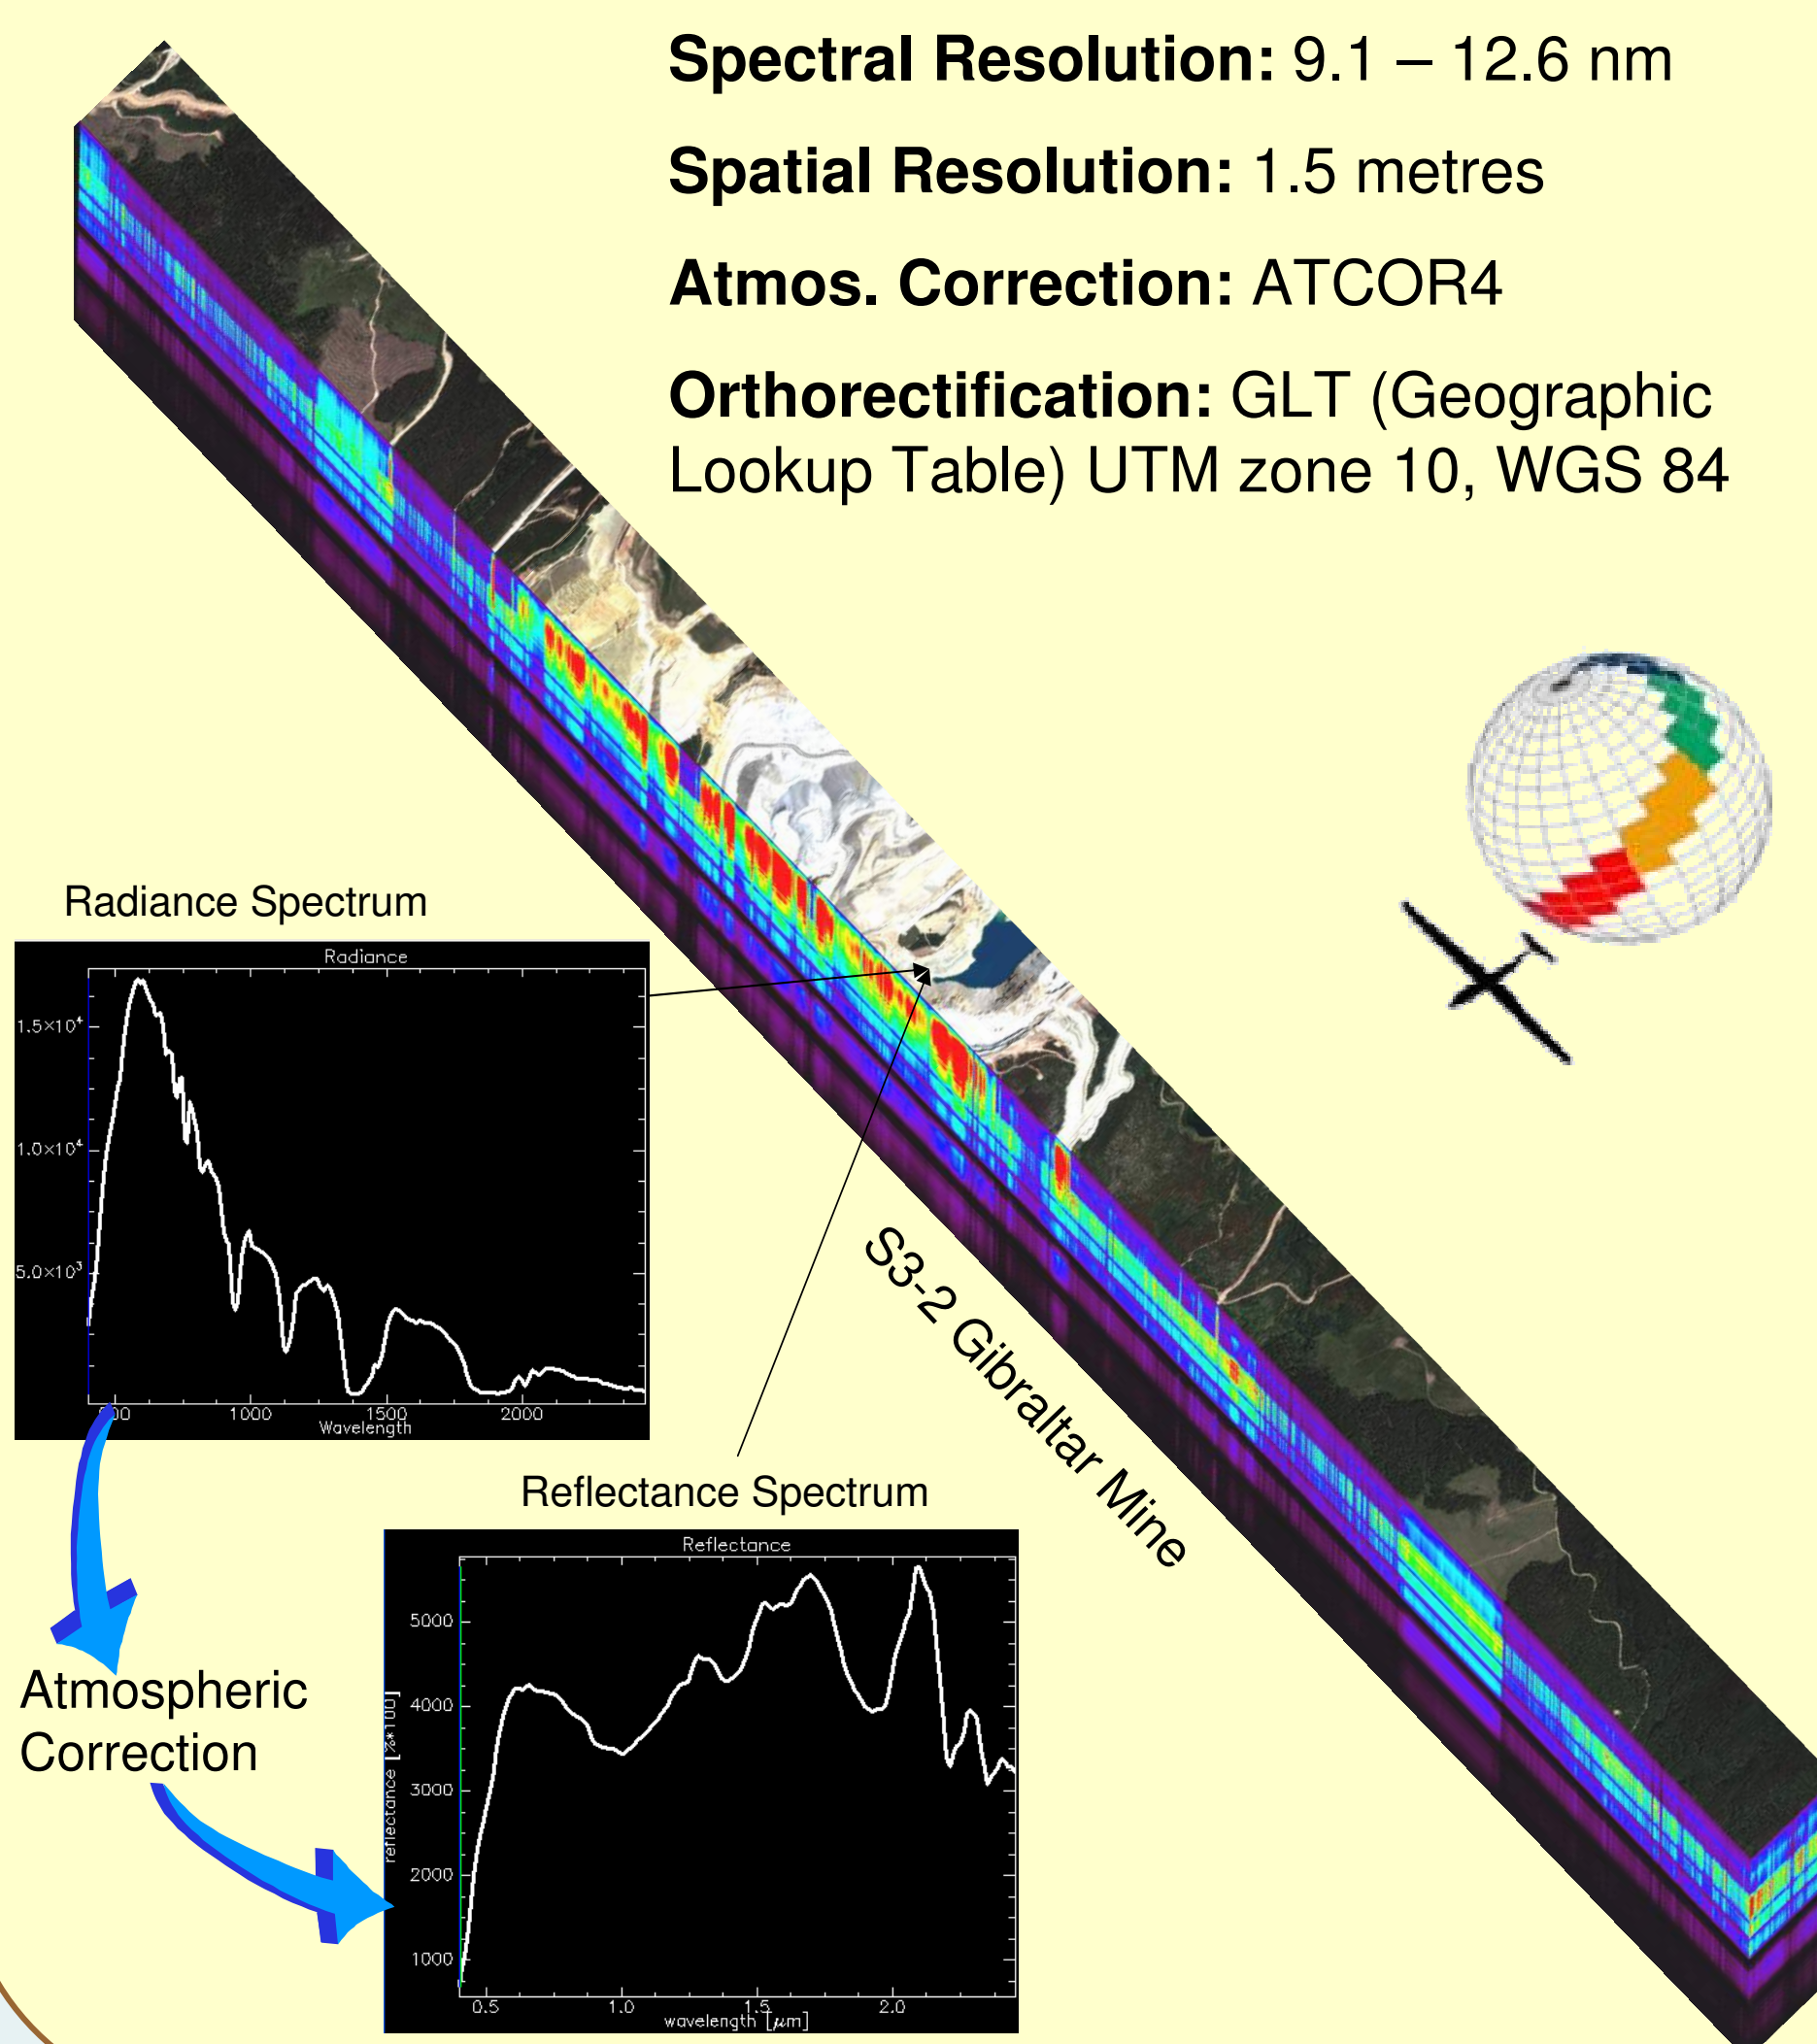 Spectral Resolution: 9.1 – 12.6 nm
Spatial Resolution: 1.5 metres
Atmos. Correction: ATCOR4
Orthorectification: GLT (Geographic
Lookup Table) UTM zone 10, WGS 84
Radiance Spectrum
Radiance
1.5×10⁴
1.0×10⁴
5.0×10³
1000
1500
2000
Wavelength
S3-2 Gibraltar Mine
Reflectance Spectrum
Reflectance
5000
4000
3000
2000
1000
reflectance [%*100]
0.5
1.0
1.5
2.0
wavelength [μm]
Atmospheric
Correction